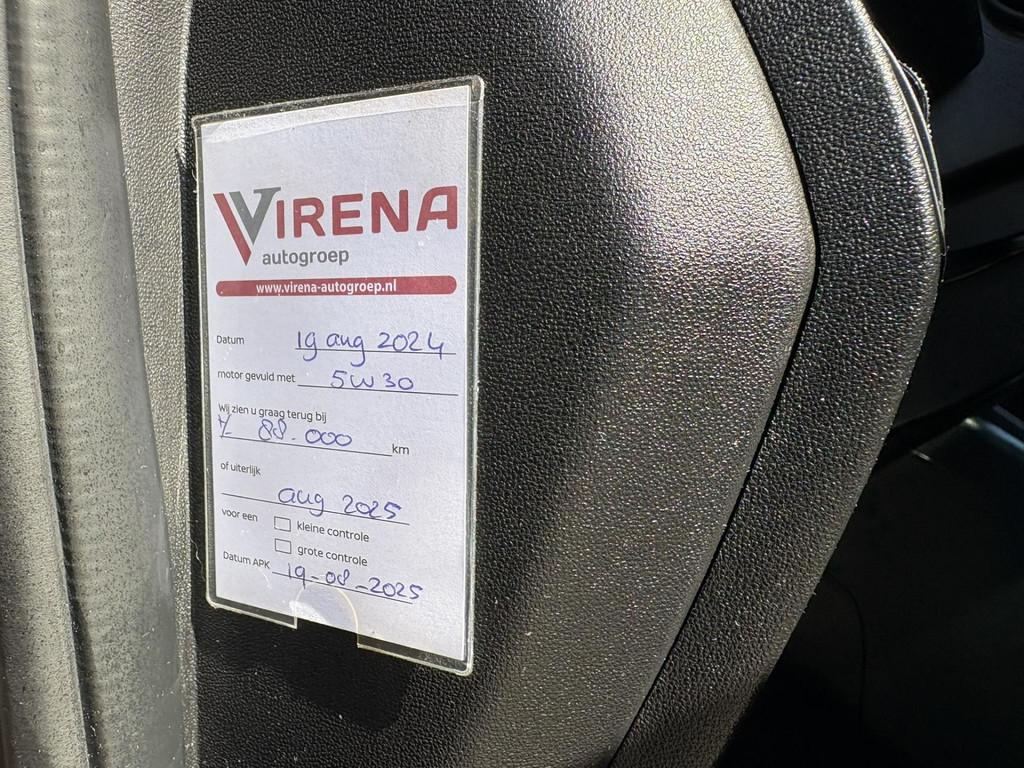 VIRENA
autogroep
www.virena-autogroep.nl
Datum 19 aug 2024
motor gevuld met 5W30
Wij zien u graag terug bij
88.000 km
of uiterlijk
aug 2025
voor een kleine controle
grote controle
Datum APK 19-08-2025